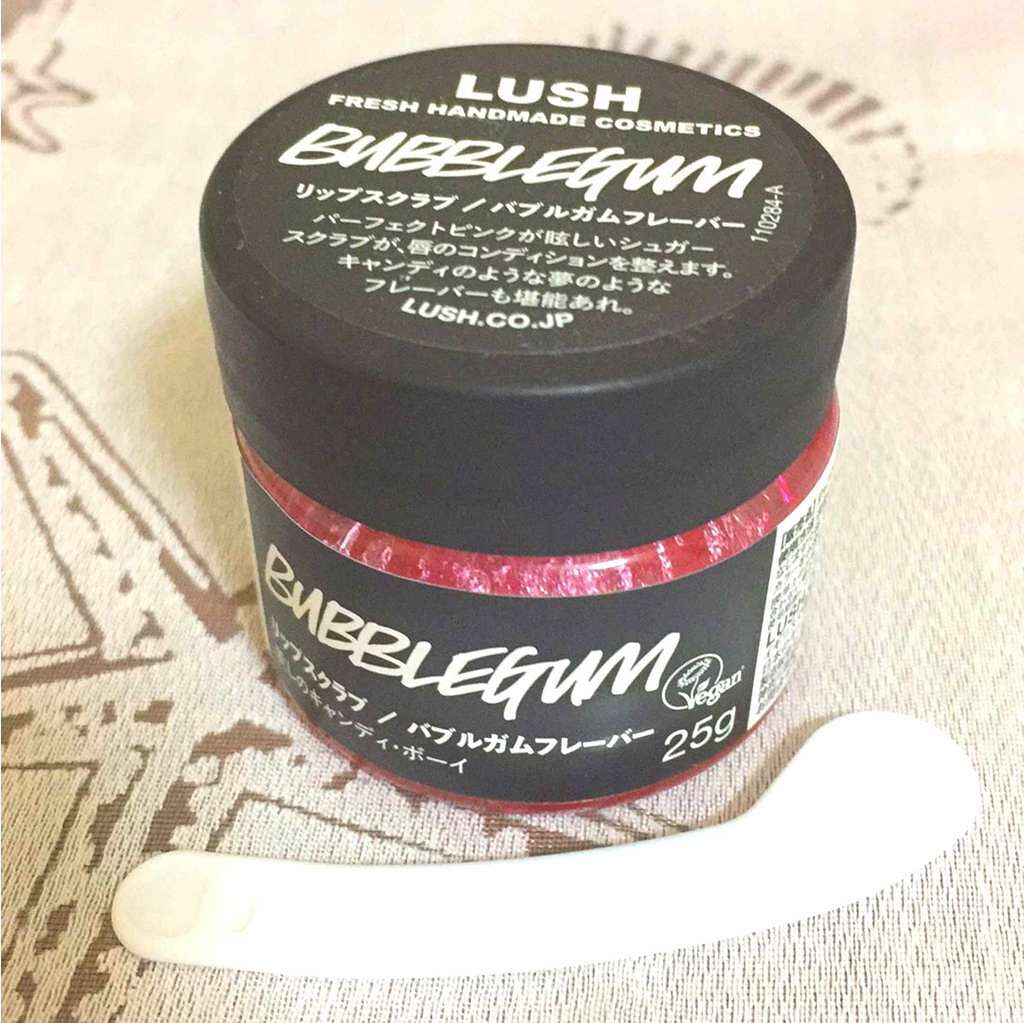 LUSH
FRESH HANDMADE COSMETICS
BUBBLEGUM
リップスクラブ / バブルガムフレーバー
パーフェクトピンクが眩しいシュガー
スクラブが、唇のコンディションを整えます。
キャンディのような夢のような
フレーバーも堪能あれ。
LUSH.CO.JP
110284-A
BUBBLEGUM
リップスクラブ / バブルガムフレーバー
のキャンディ・ボーイ
Vegan
25g
LUSH